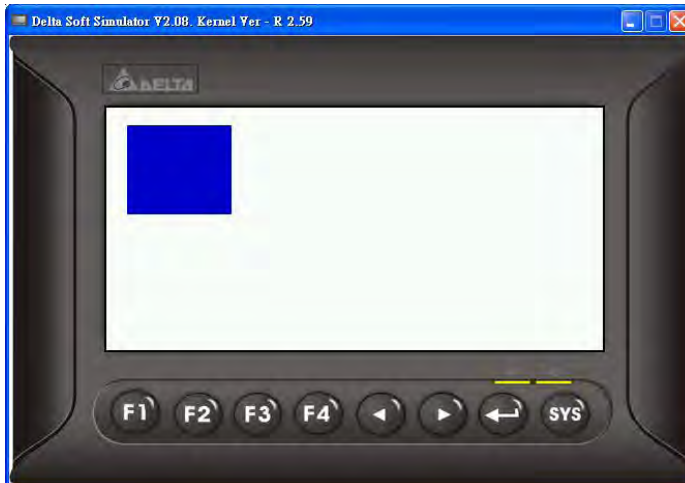 Delta Soft Simulator V2.08. Kernel Ver - R 2.59
DELTA
F1 F2 F3 F4 SYS